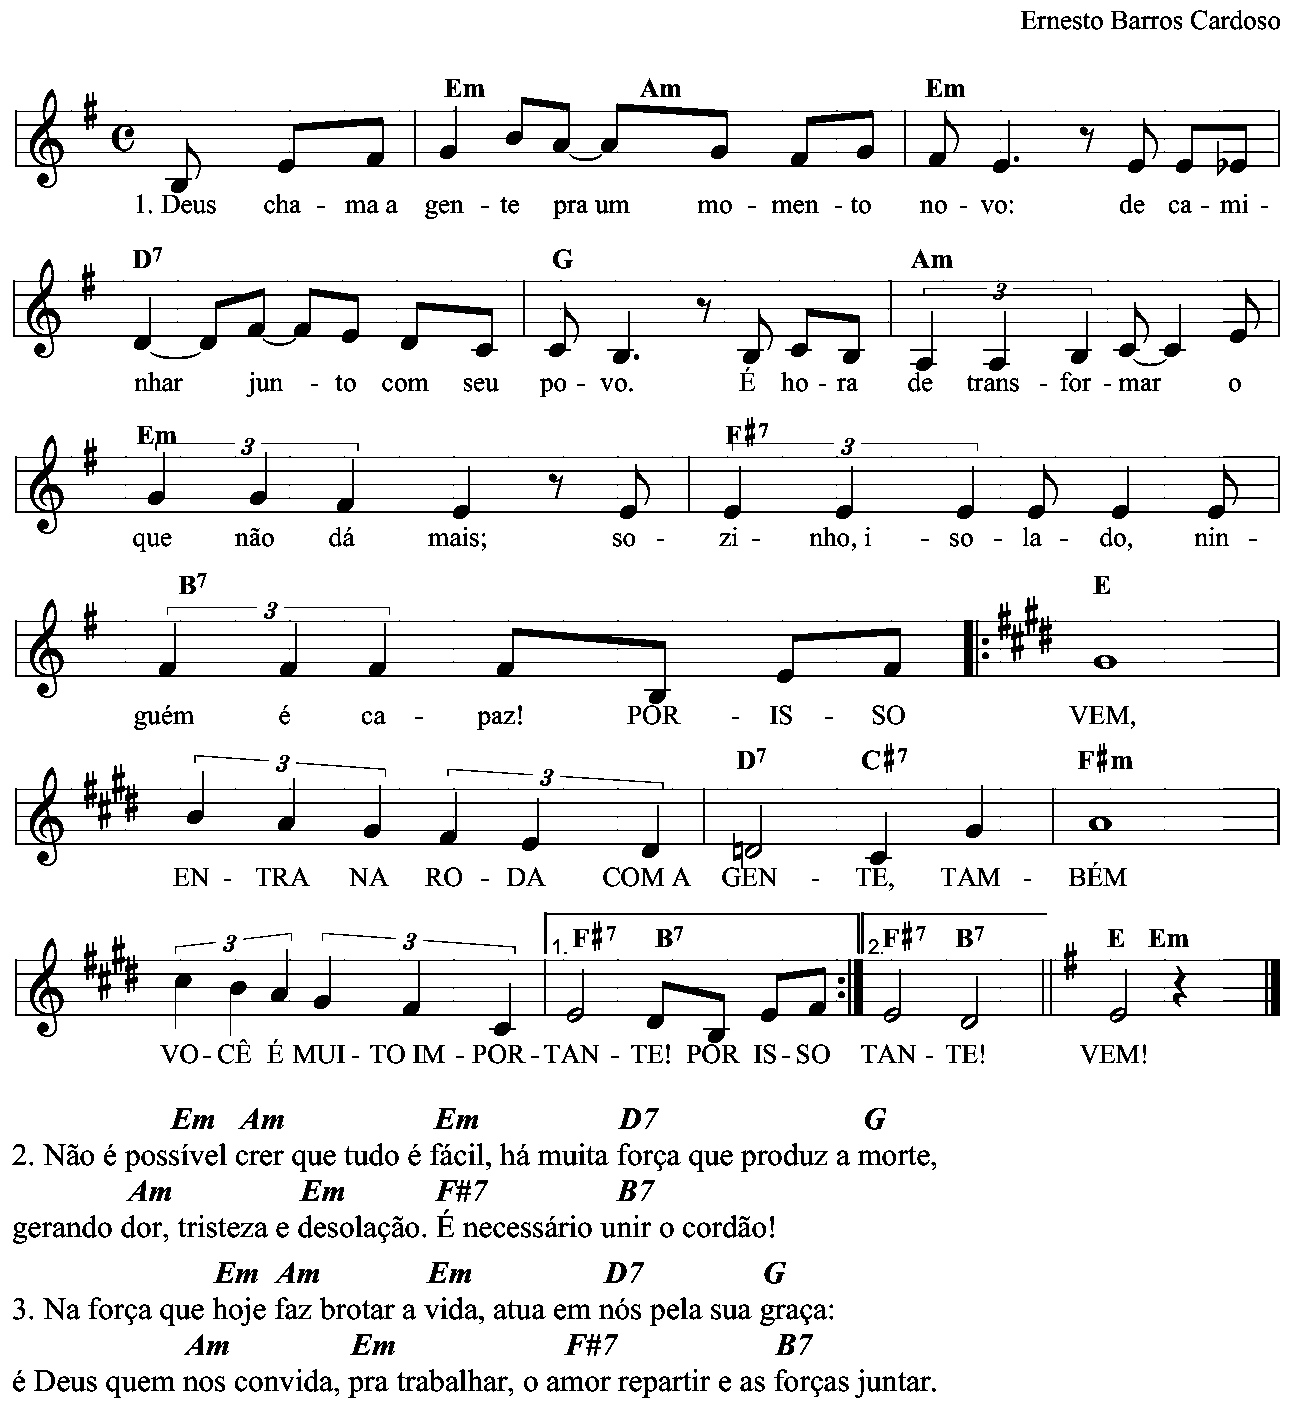 Ernesto Barros Cardoso
Em Am Em
1. Deus cha - ma a gen - te pra um mo - men - to no - vo: de ca - mi -
D7 G Am
3
nhar jun - to com seu po - vo. É ho - ra de trans - for - mar o
Em 3 F#7 3
que não dá mais; so - zi - nho, i - so - la - do, nin -
B7 E
3
guém é ca - paz! POR - IS - SO VEM,
3 3 D7 C#7 F#m
EN - TRA NA RO - DA COM A GEN - TE, TAM - BÉM
3 3 1. F#7 B7 2. F#7 B7 E Em
VO - CÊ É MUI - TO IM - POR - TAN - TE! POR IS - SO TAN - TE! VEM!
Em Am Em D7 G
2. Não é possível crer que tudo é fácil, há muita força que produz a morte,
Am Em F#7 B7
gerando dor, tristeza e desolação. É necessário unir o cordão!
Em Am Em D7 G
3. Na força que hoje faz brotar a vida, atua em nós pela sua graça:
Am Em F#7 B7
é Deus quem nos convida, pra trabalhar, o amor repartir e as forças juntar.